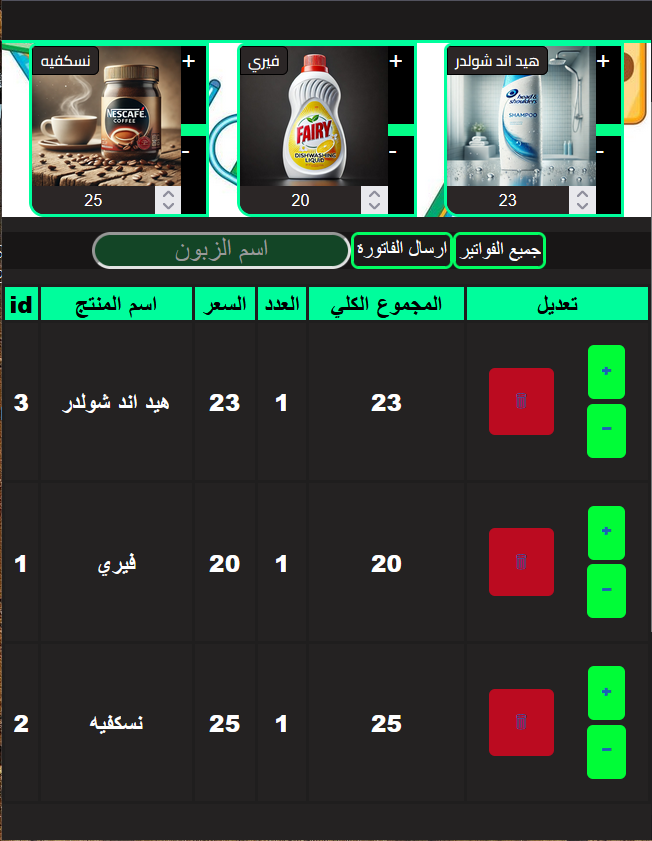 هيد اند شولدر
+
head & shoulders
SHAMPOO
-
23
فيري
+
FAIRY
DISHWASHING
LIQUID
-
20
نسكفيه
+
NESCAFÉ.
COFFEE
-
25
جميع الفواتير
ارسال الفاتورة
اسم الزبون
id اسم المنتج السعر العدد المجموع الكلي تعديل
3 هيد اند شولدر 23 1 23 + -
1 فيري 20 1 20 + -
2 نسكفيه 25 1 25 + -